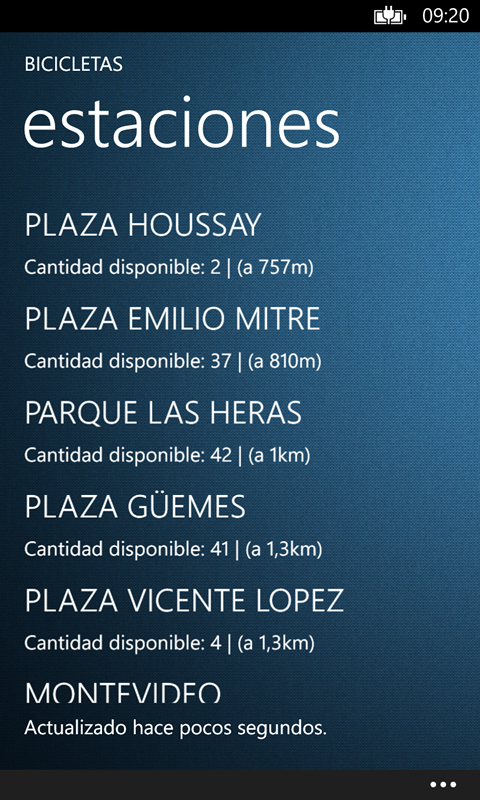 09:20
BICICLETAS
estaciones
PLAZA HOUSSAY
Cantidad disponible: 2 | (a 757m)
PLAZA EMILIO MITRE
Cantidad disponible: 37 | (a 810m)
PARQUE LAS HERAS
Cantidad disponible: 42 | (a 1km)
PLAZA GÜEMES
Cantidad disponible: 41 | (a 1,3km)
PLAZA VICENTE LOPEZ
Cantidad disponible: 4 | (a 1,3km)
MONTEVIDEO
Actualizado hace pocos segundos.